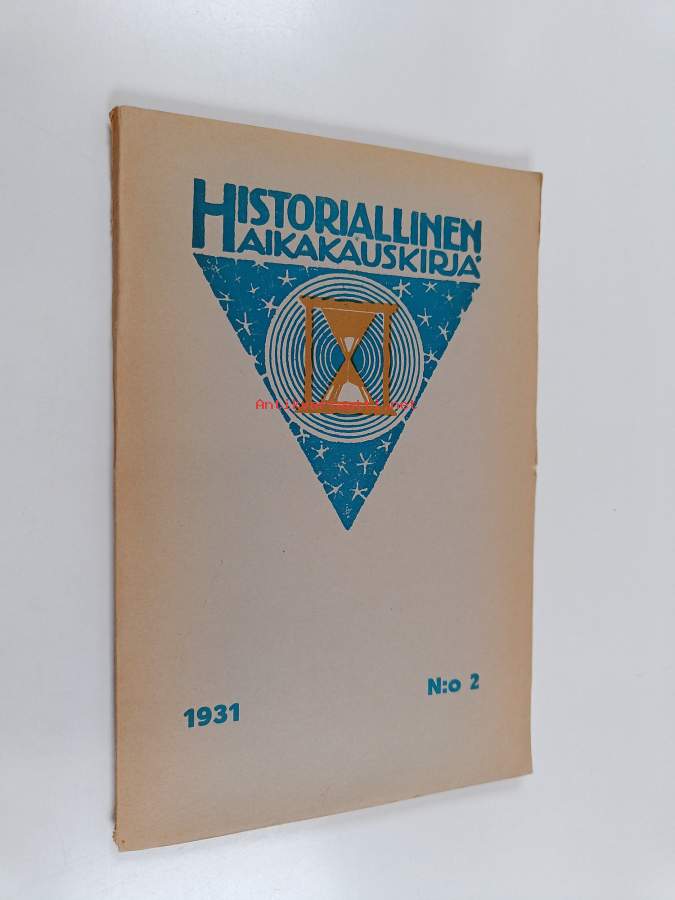 HISTORIALLINEN
AIKAKAUSKIRJA
1931
N:o 2